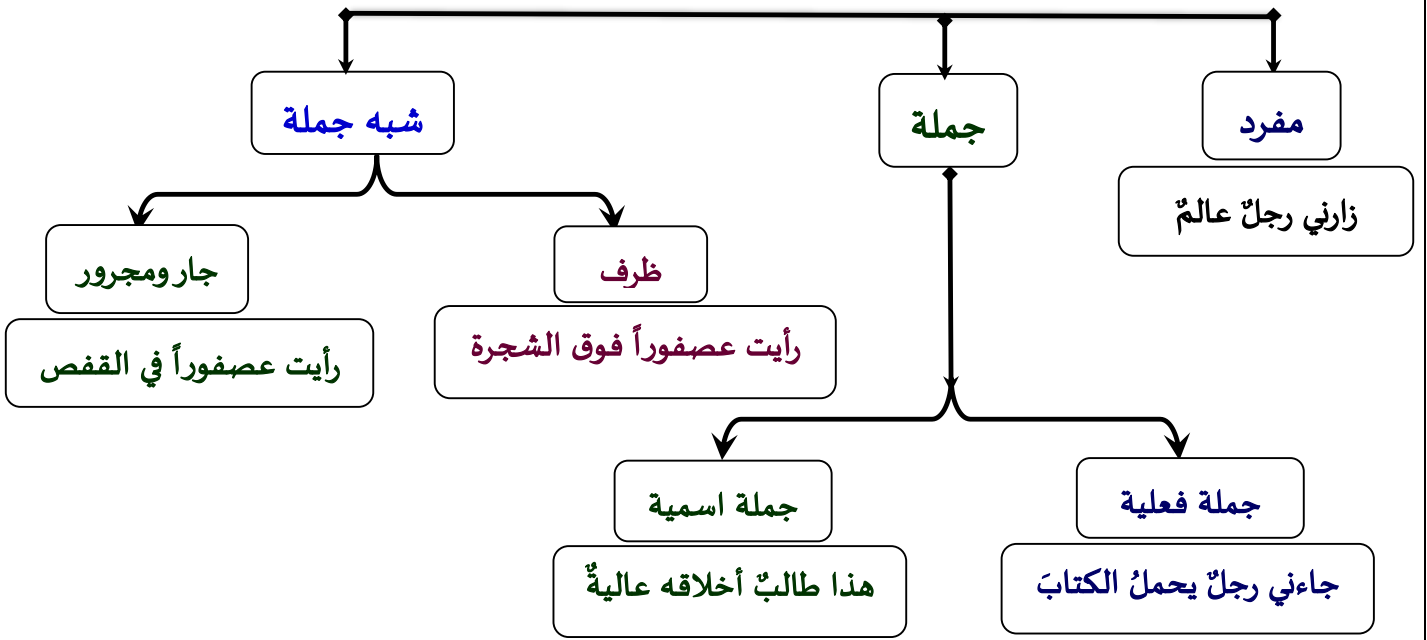 مفرد
جملة
شبه جملة
زارني رجلٌ عالمٌ
ظرف
جار ومجرور
رأيت عصفوراً فوق الشجرة
رأيت عصفوراً في القفص
جملة فعلية
جملة اسمية
جاءني رجلٌ يحملُ الكتابَ
هذا طالبٌ أخلاقه عاليةٌ